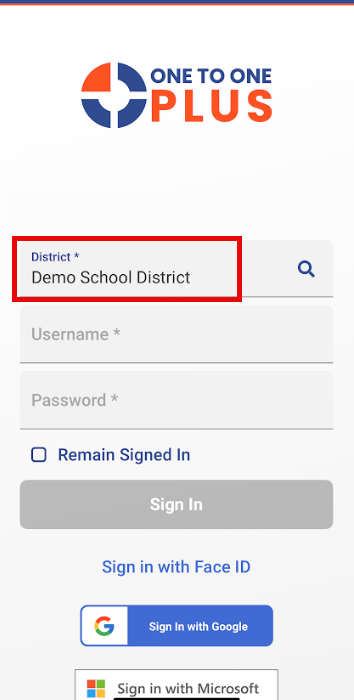 ONE TO ONE
PLUS
District *
Demo School District
Username *
Password *
Remain Signed In
Sign In
Sign in with Face ID
Sign In with Google
Sign in with Microsoft